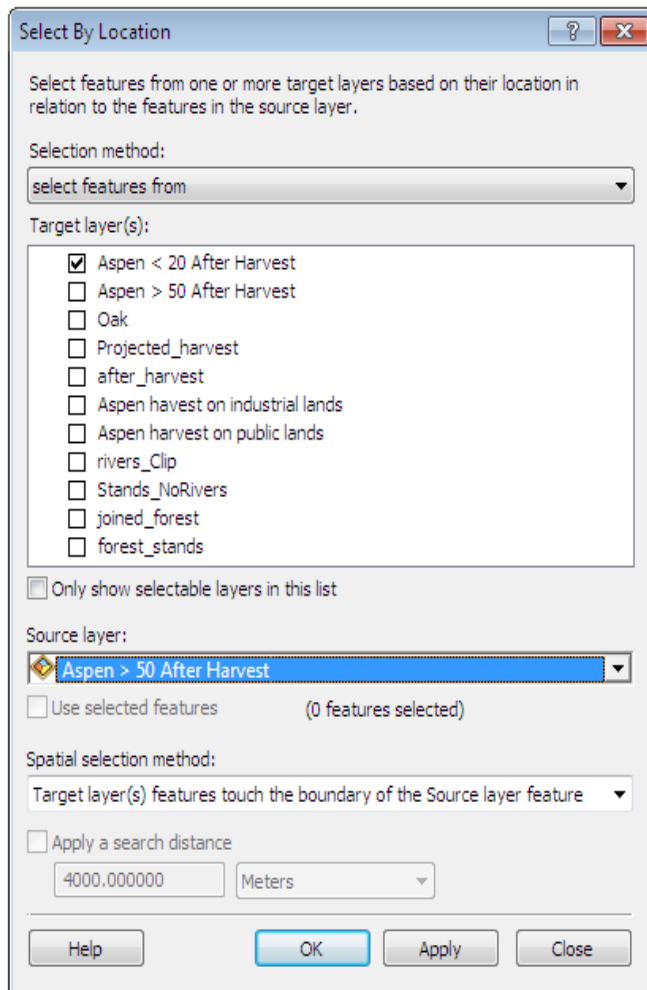 Select By Location
?
Select features from one or more target layers based on their location in
relation to the features in the source layer.
Selection method:
select features from
Target layer(s):
Aspen < 20 After Harvest
Aspen > 50 After Harvest
Oak
Projected_harvest
after_harvest
Aspen havest on industrial lands
Aspen harvest on public lands
rivers_Clip
Stands_NoRivers
joined_forest
forest_stands
Only show selectable layers in this list
Source layer:
Aspen > 50 After Harvest
Use selected features (0 features selected)
Spatial selection method:
Target layer(s) features touch the boundary of the Source layer feature
Apply a search distance
4000.000000 Meters
Help OK Apply Close